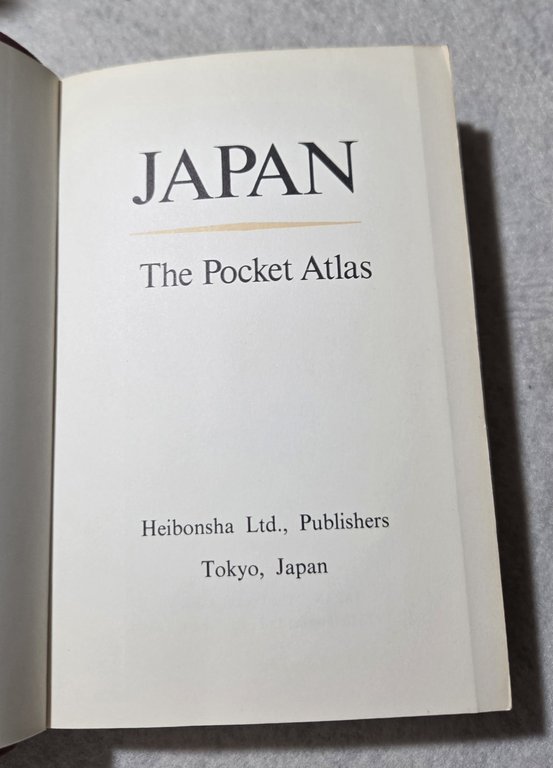 JAPAN
The Pocket Atlas
Heibonsha Ltd., Publishers
Tokyo, Japan